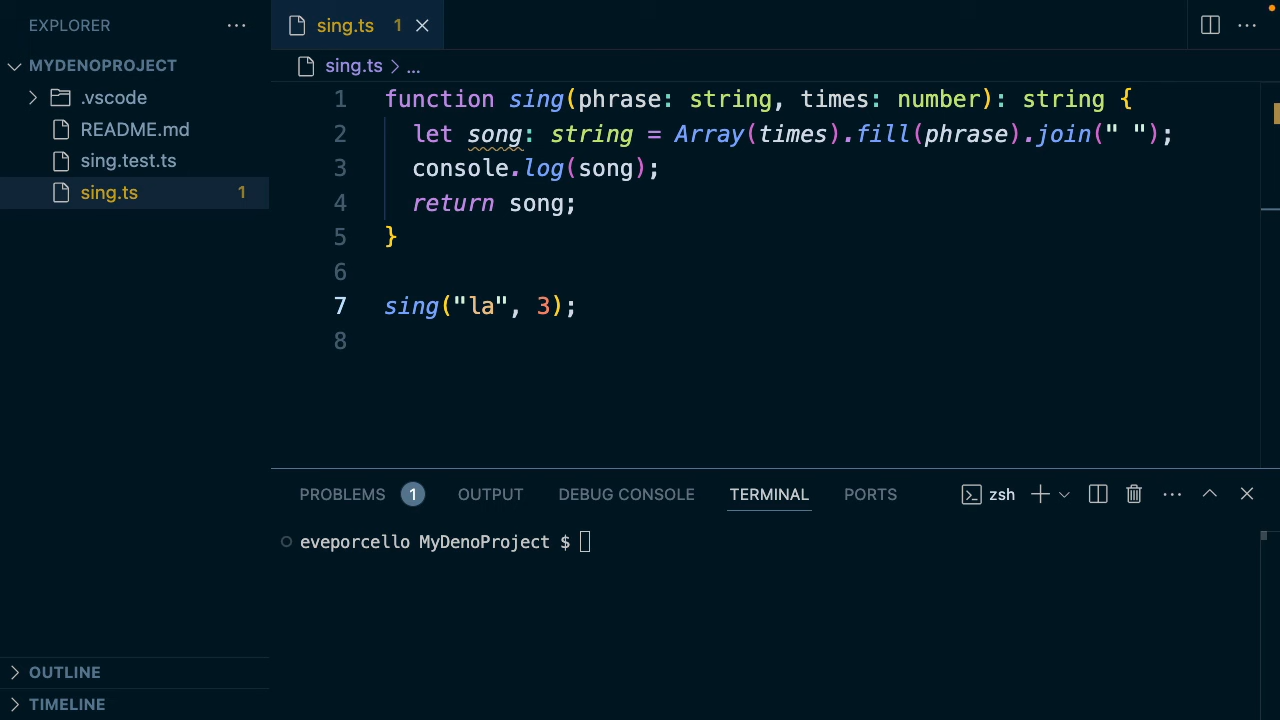 EXPLORER ...
MYDENOPROJECT
.vscode
README.md
sing.test.ts
sing.ts 1
OUTLINE
TIMELINE
sing.ts 1
sing.ts > ...
1 function sing(phrase: string, times: number): string {
2 let song: string = Array(times).fill(phrase).join(" ");
3 console.log(song);
4 return song;
5 }
6
7 sing("la", 3);
8
PROBLEMS 1 OUTPUT DEBUG CONSOLE TERMINAL PORTS zsh
eveporcello MyDenoProject $